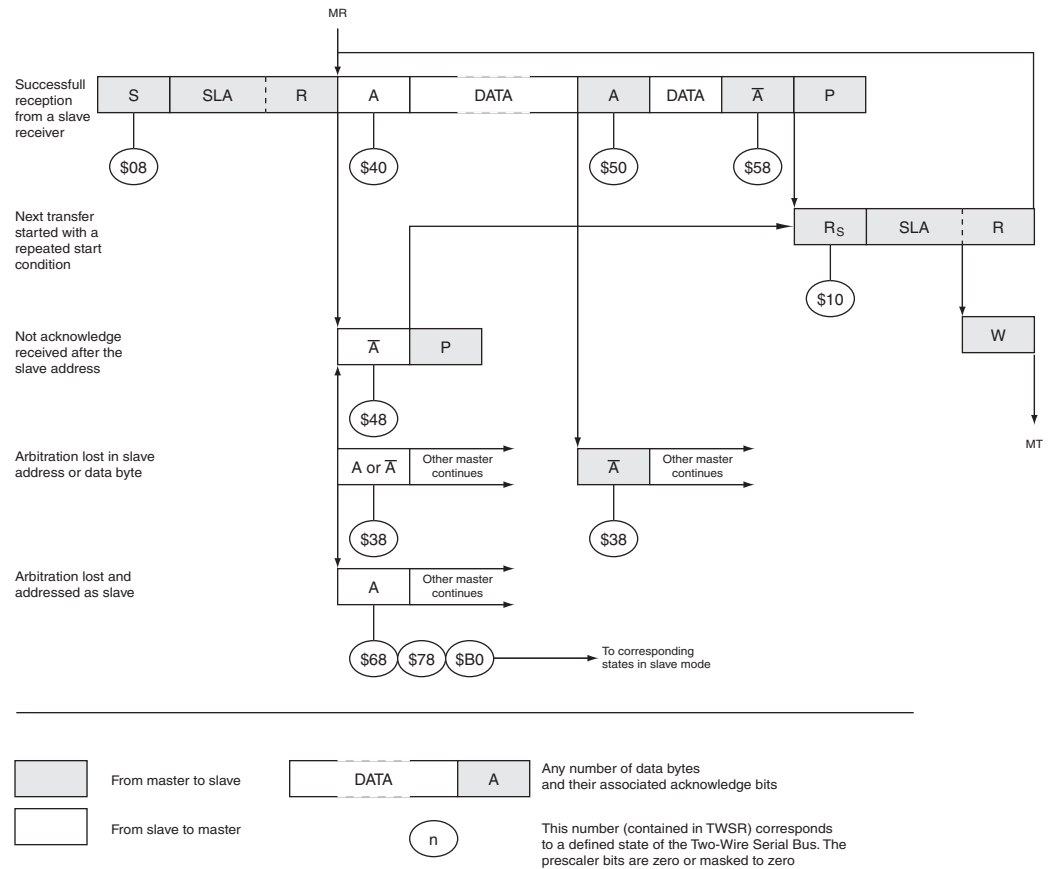 MR
Successfull
reception
from a slave
receiver
S SLA R A DATA A DATA A̅ P
$08 $40 $50 $58
Next transfer
started with a
repeated start
condition
RS SLA R
$10
Not acknowledge
received after the
slave address
A̅ P
W
$48
MT
Arbitration lost in slave
address or data byte
A or A̅
Other master
continues
A̅
Other master
continues
$38 $38
Arbitration lost and
addressed as slave
A
Other master
continues
$68 $78 $B0
To corresponding
states in slave mode
From master to slave
DATA A
Any number of data bytes
and their associated acknowledge bits
From slave to master
n
This number (contained in TWSR) corresponds
to a defined state of the Two-Wire Serial Bus. The
prescaler bits are zero or masked to zero